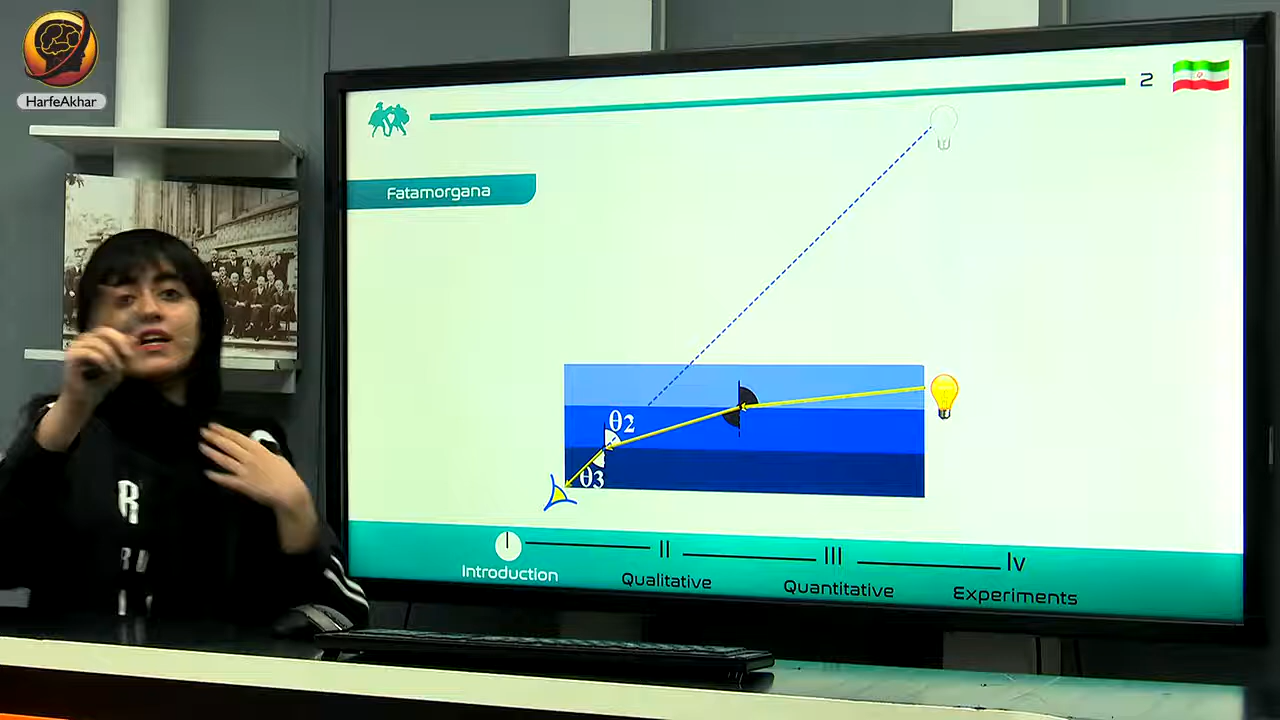 HarfeAkhar
2
Fatamorgana
θ2
θ3
Introduction
II
Qualitative
III
Quantitative
Iv
Experiments
R